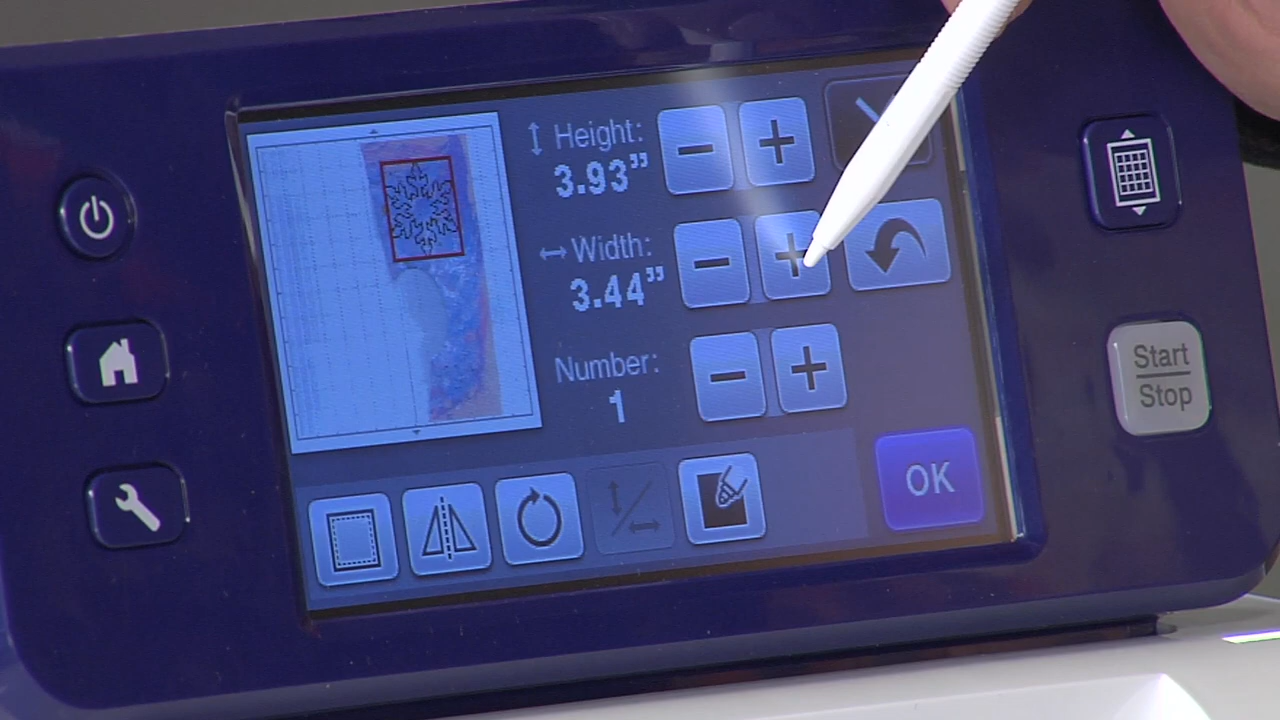 Height:
3.93”
Width:
3.44”
Number:
1
OK
Start
Stop